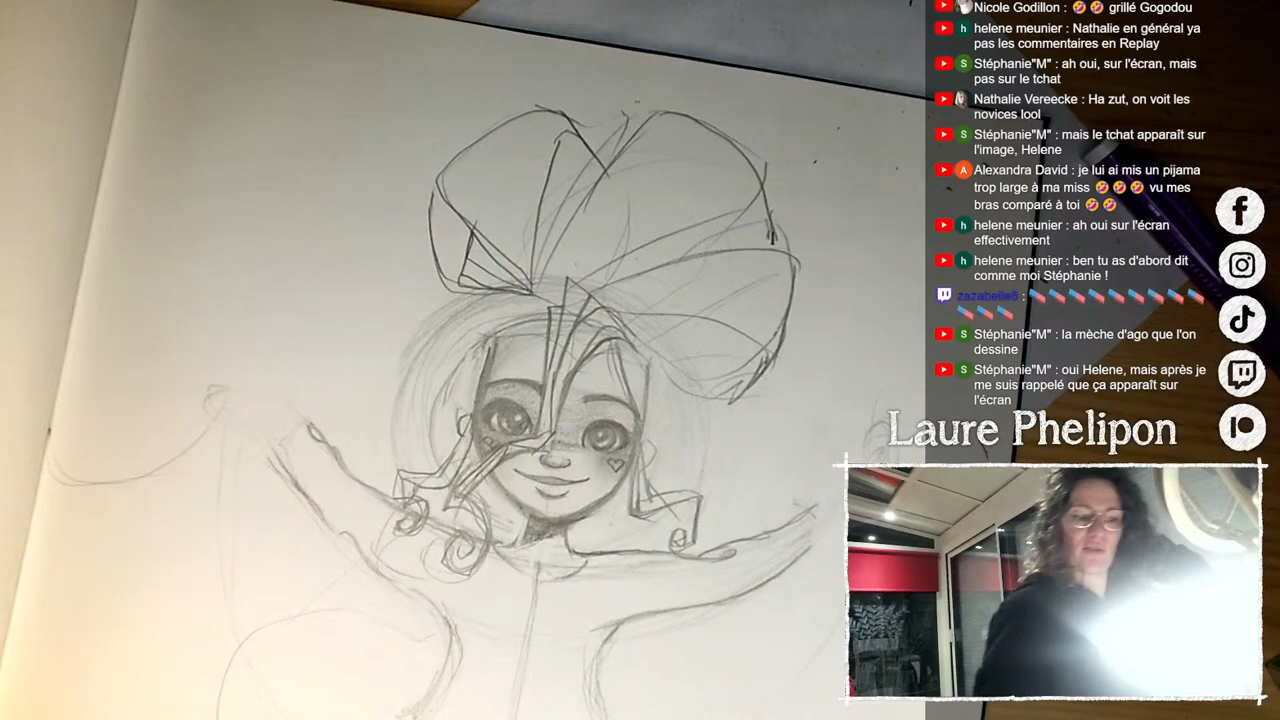 Nicole Godillon : 🤣 🤣 grillé Gogodou
helene meunier : Nathalie en général ya
pas les commentaires en Replay
Stéphanie"M" : ah oui, sur l'écran, mais
pas sur le tchat
Nathalie Vereecke : Ha zut, on voit les
novices lool
Stéphanie"M" : mais le tchat apparaît sur
l'image, Helene
Alexandra David : je lui ai mis un pijama
trop large à ma miss 🤣 🤣 🤣 vu mes
bras comparé à toi 🤣 🤣
helene meunier : ah oui sur l'écran
effectivement
helene meunier : ben tu as d'abord dit
comme moi Stéphanie !
zazabelle8 :
Stéphanie"M" : la mèche d'ago que l'on
dessine
Stéphanie"M" : oui Helene, mais après je
me suis rappelé que ça apparaît sur
l'écran
Laure Phelipon